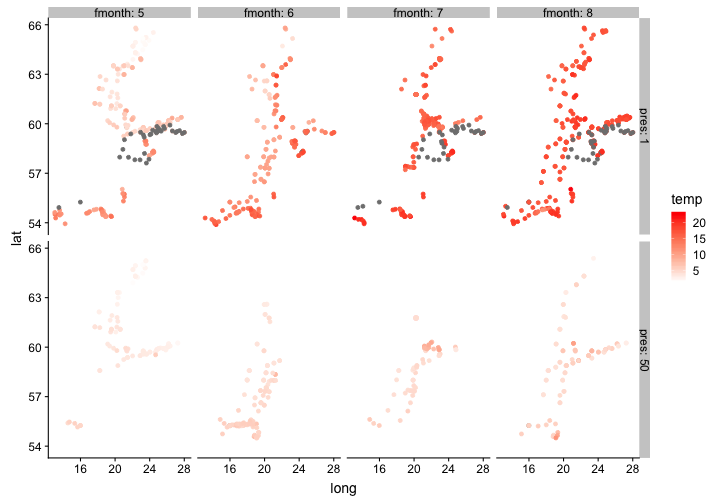 fmonth: 5 fmonth: 6 fmonth: 7 fmonth: 8
66
63
60
57
54
pres: 1
66
63
60
57
54
pres: 50
lat
16 20 24 28 16 20 24 28 16 20 24 28 16 20 24 28
long
temp
20
15
10
5